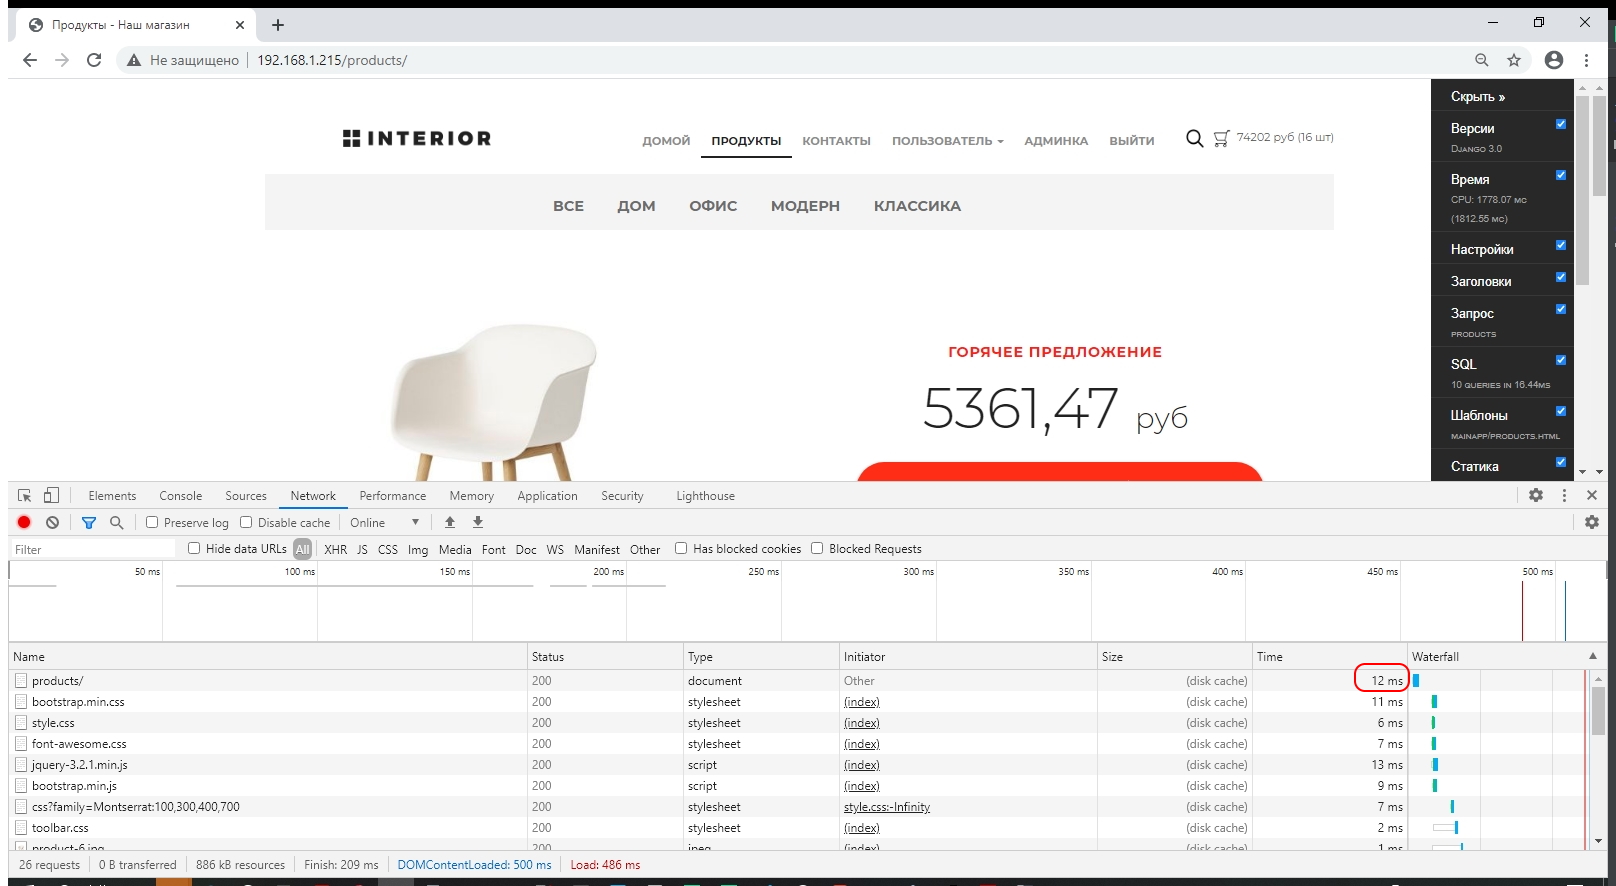 Продукты - Наш магазин
Не защищено 192.168.1.215/products/
INTERIOR
ДОМОЙ ПРОДУКТЫ КОНТАКТЫ ПОЛЬЗОВАТЕЛЬ АДМИНКА ВЫЙТИ 74202 руб (16 шт)
ВСЕ ДОМ ОФИС МОДЕРН КЛАССИКА
ГОРЯЧЕЕ ПРЕДЛОЖЕНИЕ
5361,47 руб
Скрыть »
Версии
DJANGO 3.0
Время
CPU: 1778.07 МС
(1812.55 МС)
Настройки
Заголовки
Запрос
PRODUCTS
SQL
10 QUERIES IN 16.44MS
Шаблоны
MAINAPP/PRODUCTS.HTML
Статика
Elements Console Sources Network Performance Memory Application Security Lighthouse
Preserve log Disable cache Online
Filter Hide data URLs All XHR JS CSS Img Media Font Doc WS Manifest Other Has blocked cookies Blocked Requests
50 ms 100 ms 150 ms 200 ms 250 ms 300 ms 350 ms 400 ms 450 ms 500 ms
Name Status Type Initiator Size Time Waterfall
products/ 200 document Other (disk cache) 12 ms
bootstrap.min.css 200 stylesheet (index) (disk cache) 11 ms
style.css 200 stylesheet (index) (disk cache) 6 ms
font-awesome.css 200 stylesheet (index) (disk cache) 7 ms
jquery-3.2.1.min.js 200 script (index) (disk cache) 13 ms
bootstrap.min.js 200 script (index) (disk cache) 9 ms
css?family=Montserrat:100,300,400,700 200 stylesheet style.css:-Infinity (disk cache) 7 ms
toolbar.css 200 stylesheet (index) (disk cache) 2 ms
product-6.jpg 200 jpeg (index) (disk cache) 1 ms
26 requests 0 B transferred 886 kB resources Finish: 209 ms DOMContentLoaded: 500 ms Load: 486 ms